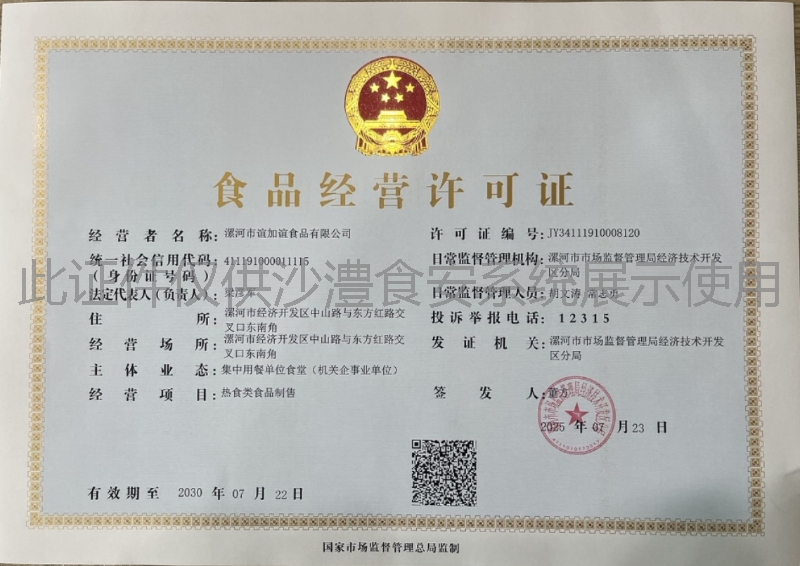 食品经营许可证
经营者名称：漯河市谊加谊食品有限公司
统一社会信用代码：411191000011115
（身份证号码）
法定代表人（负责人）：
住所：漯河市经济开发区中山路与东方红路交
叉口东南角
经营场所：漯河市经济开发区中山路与东方红路交
叉口东南角
主体业态：集中用餐单位食堂（机关企事业单位）
经营项目：热食类食品制售
有效期至 2030 年 07 月 22 日
许可证编号：JY34111910008120
日常监督管理机构：漯河市市场监督管理局经济技术开发
区分局
日常监督管理人员：胡文涛
投诉举报电话：12315
发证机关：漯河市市场监督管理局经济技术开发
区分局
签发人：
2025 年 07 月 23 日
此证件仅供沙澧食安系统展示使用
国家市场监督管理总局监制